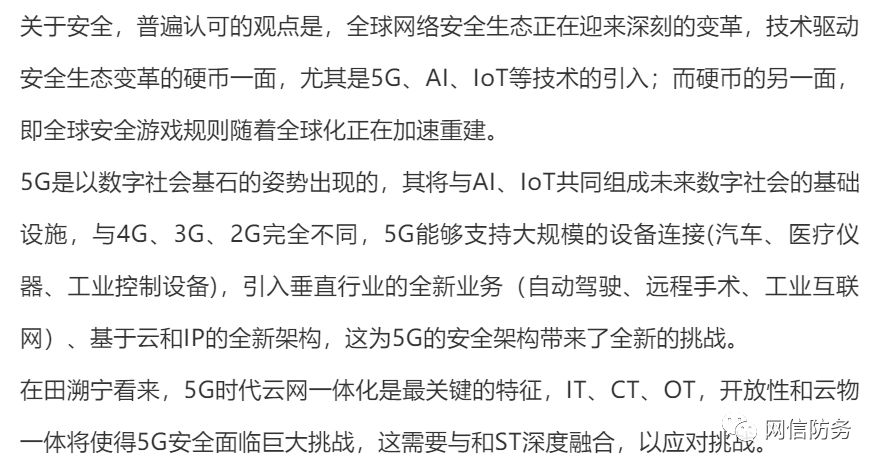 关于安全，普遍认可的观点是，全球网络安全生态正在迎来深刻的变革，技术驱动
安全生态变革的硬币一面，尤其是5G、AI、IoT等技术的引入；而硬币的另一面，
即全球安全游戏规则随着全球化正在加速重建。
5G是以数字社会基石的姿势出现的，其将与AI、IoT共同组成未来数字社会的基础
设施，与4G、3G、2G完全不同，5G能够支持大规模的设备连接(汽车、医疗仪
器、工业控制设备)，引入垂直行业的全新业务（自动驾驶、远程手术、工业互联
网）、基于云和IP的全新架构，这为5G的安全架构带来了全新的挑战。
在田溯宁看来，5G时代云网一体化是最关键的特征，IT、CT、OT，开放性和云物
一体将使得5G安全面临巨大挑战，这需要与和ST深度融合，以应对挑战。
网信防务